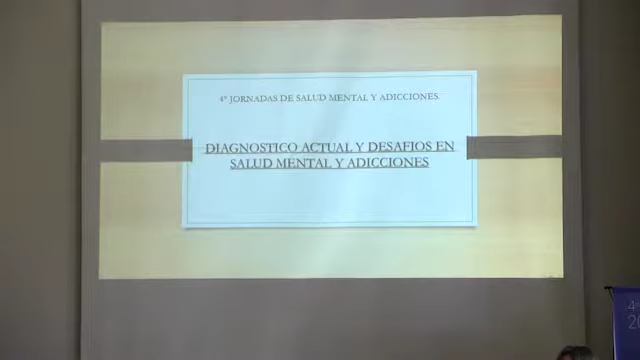 4° JORNADAS DE SALUD MENTAL Y ADICCIONES.
DIAGNOSTICO ACTUAL Y DESAFIOS EN
SALUD MENTAL Y ADICCIONES